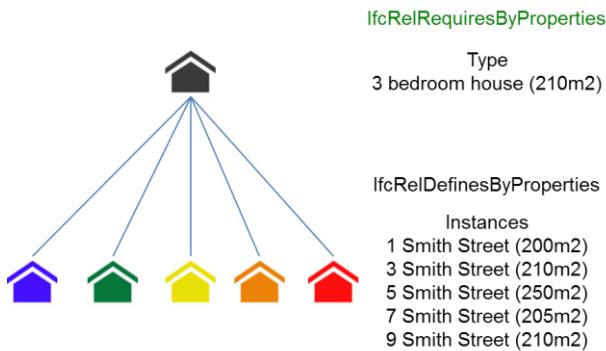 IfcRelRequiresByProperties
Type
3 bedroom house (210m2)
IfcRelDefinesByProperties
Instances
1 Smith Street (200m2)
3 Smith Street (210m2)
5 Smith Street (250m2)
7 Smith Street (205m2)
9 Smith Street (210m2)